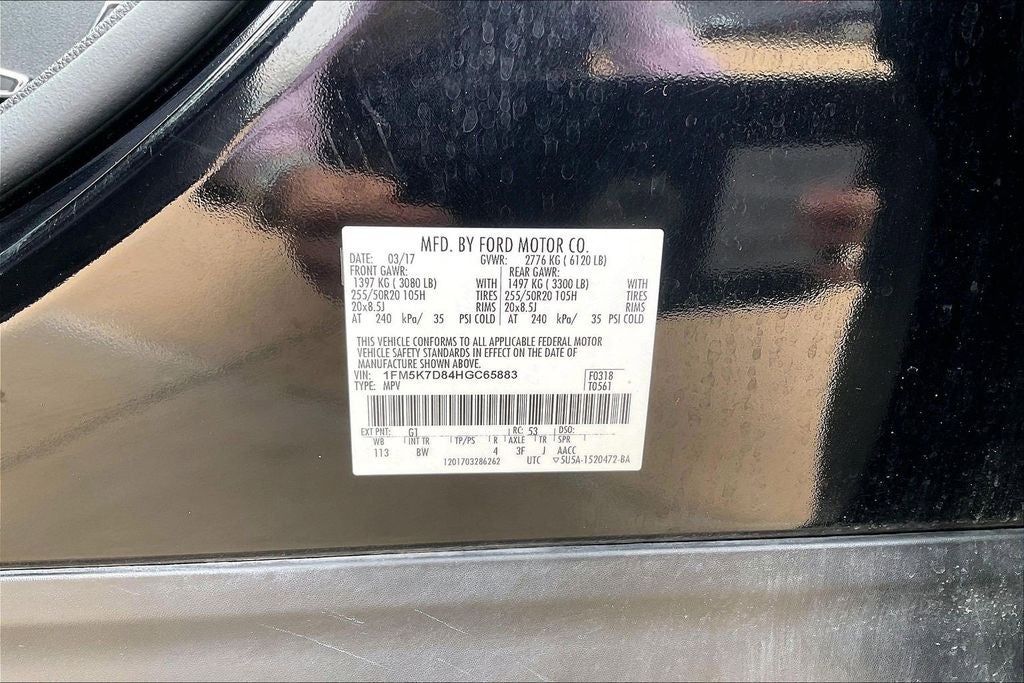 MFD. BY FORD MOTOR CO.
DATE: 03/17 GVWR: 2776 KG ( 6120 LB)
FRONT GAWR: REAR GAWR:
1397 KG ( 3080 LB) WITH 1497 KG ( 3300 LB) WITH
255/50R20 105H TIRES 255/50R20 105H TIRES
20x8.5J RIMS 20x8.5J RIMS
AT 240 kPa/ 35 PSI COLD AT 240 kPa/ 35 PSI COLD
THIS VEHICLE CONFORMS TO ALL APPLICABLE FEDERAL MOTOR
VEHICLE SAFETY STANDARDS IN EFFECT ON THE DATE OF
MANUFACTURE SHOWN ABOVE.
VIN: 1FM5K7D84HGC65883 F0318
TYPE: MPV T0561
EXT PNT: G1 RC: 53 DSO:
WB INT TR TP/PS R AXLE TR SPR
113 BW 4 3F J AACC
1201703286262 UTC ▽5U5A-1520472-BA